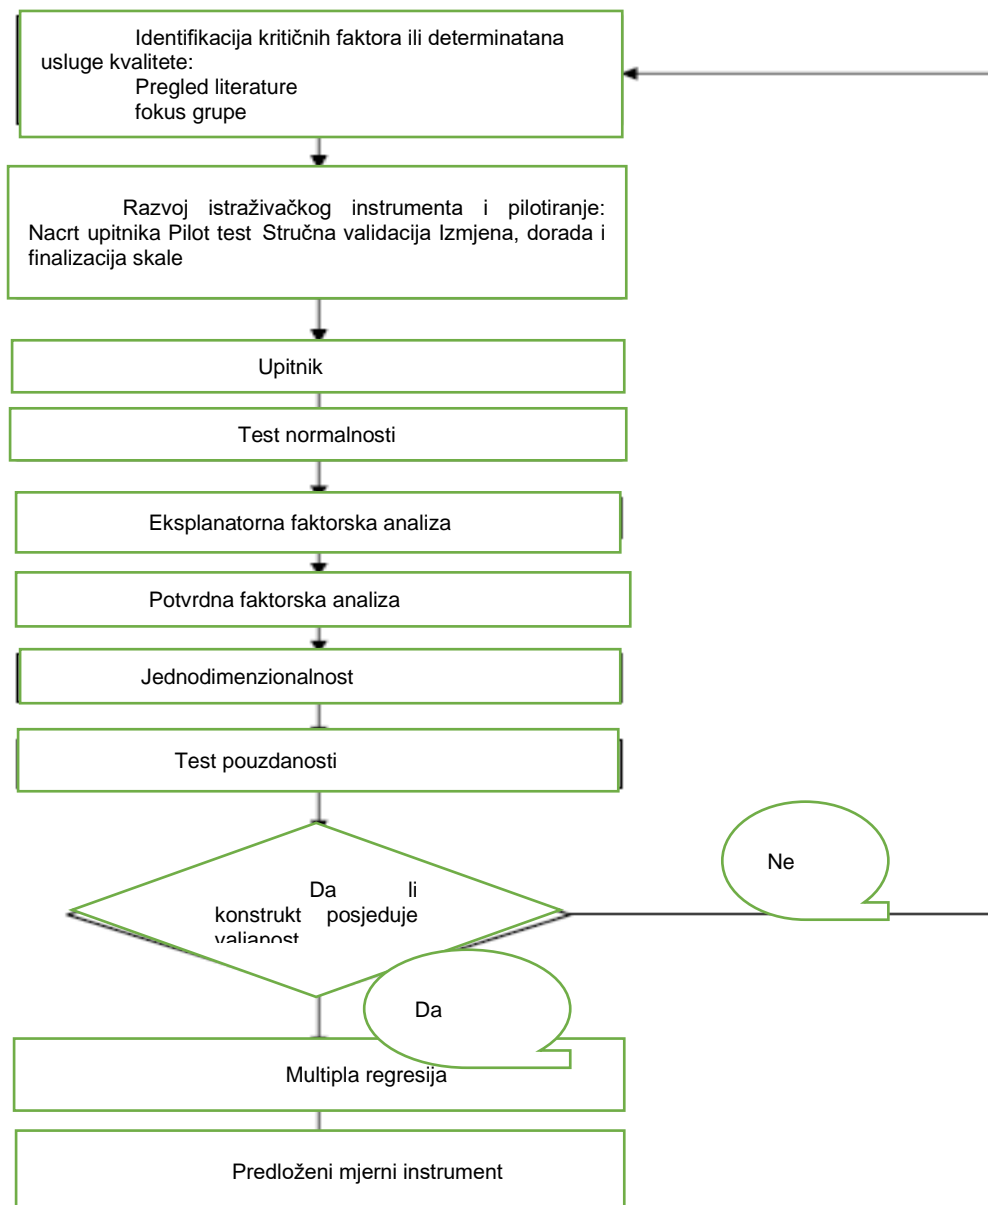 Identifikacija kritičnih faktora ili determinatana
usluge kvalitete:
Pregled literature
fokus grupe
Razvoj istraživačkog instrumenta i pilotiranje:
Nacrt upitnika Pilot test Stručna validacija Izmjena, dorada i
finalizacija skale
Upitnik
Test normalnosti
Eksplanatorna faktorska analiza
Potvrdna faktorska analiza
Jednodimenzionalnost
Test pouzdanosti
Da li
konstrukt posjeduje
valjanost
Ne
Da
Multipla regresija
Predloženi mjerni instrument